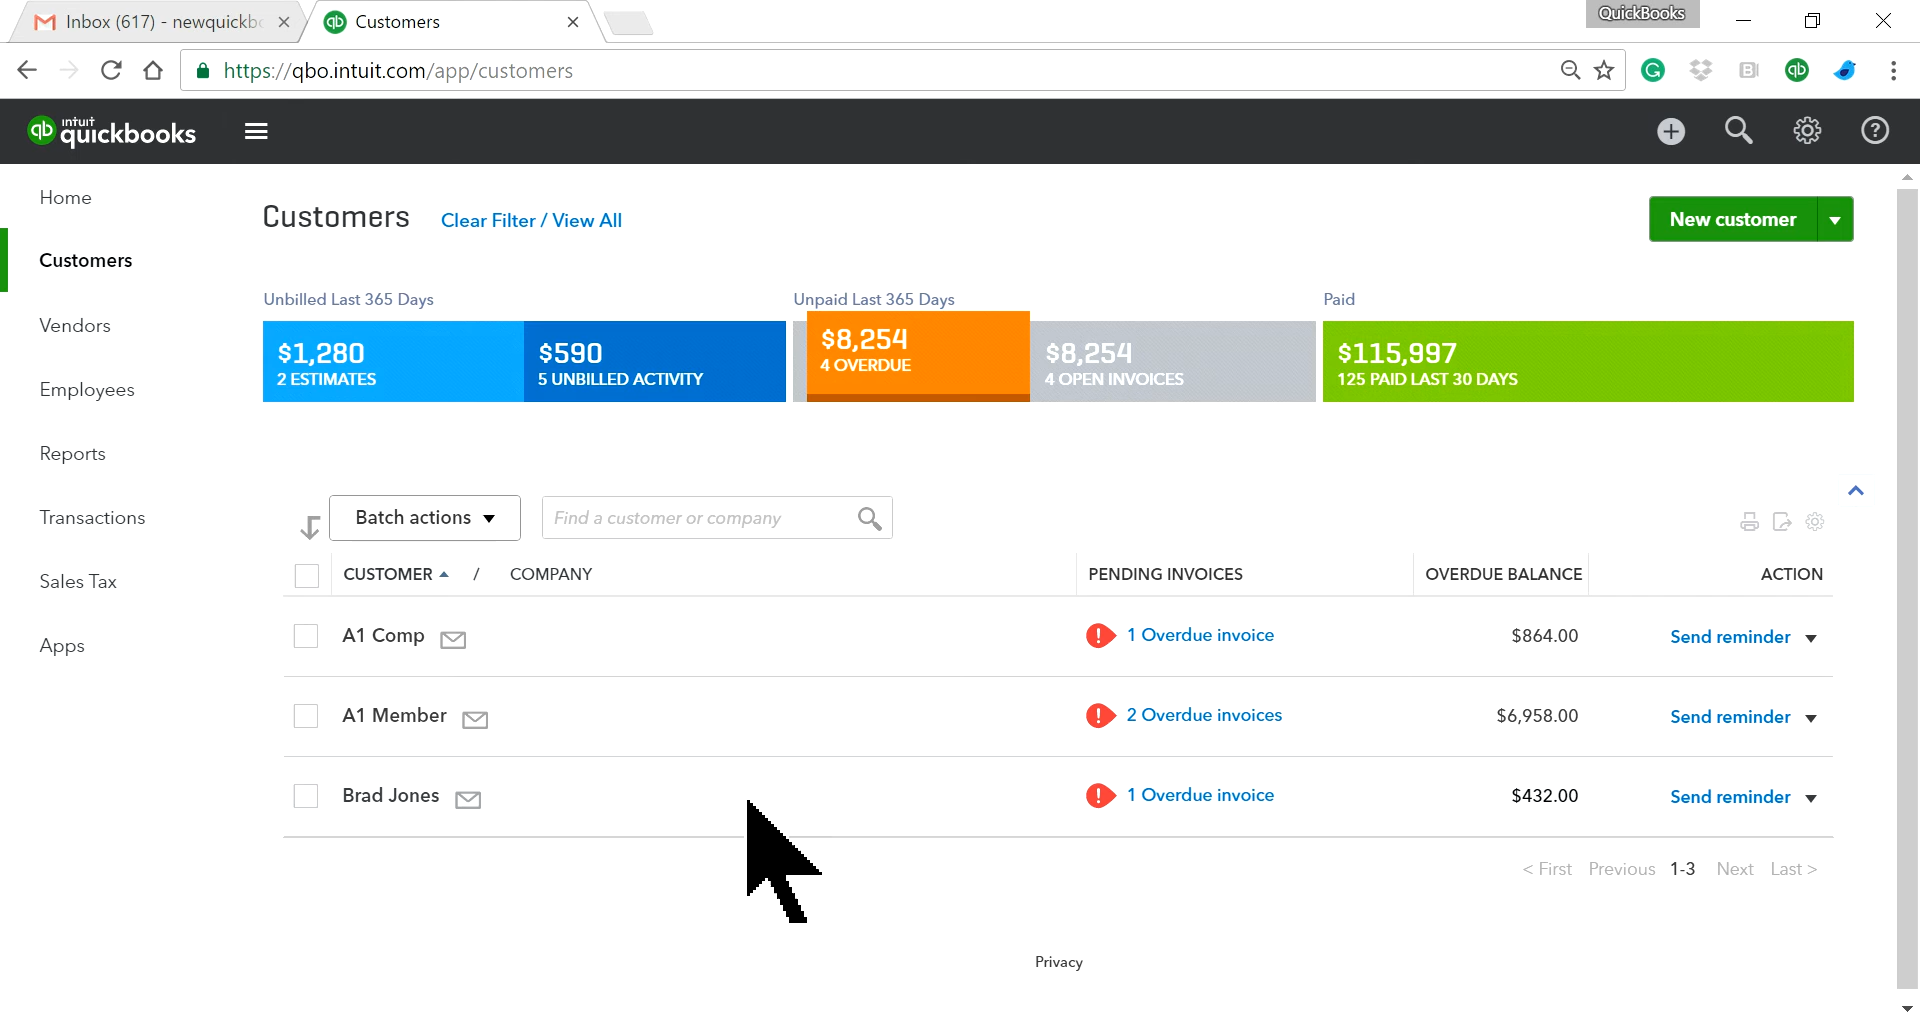 Inbox (617) - newquickb
Customers
QuickBooks
https://qbo.intuit.com/app/customers
intuit
quickbooks
Home
Customers
Vendors
Employees
Reports
Transactions
Sales Tax
Apps
Customers Clear Filter / View All
New customer
Unbilled Last 365 Days
Unpaid Last 365 Days
Paid
$1,280
2 ESTIMATES
$590
5 UNBILLED ACTIVITY
$8,254
4 OVERDUE
$8,254
4 OPEN INVOICES
$115,997
125 PAID LAST 30 DAYS
Batch actions
Find a customer or company
CUSTOMER / COMPANY PENDING INVOICES OVERDUE BALANCE ACTION
A1 Comp 1 Overdue invoice $864.00 Send reminder
A1 Member 2 Overdue invoices $6,958.00 Send reminder
Brad Jones 1 Overdue invoice $432.00 Send reminder
< First Previous 1-3 Next Last >
Privacy